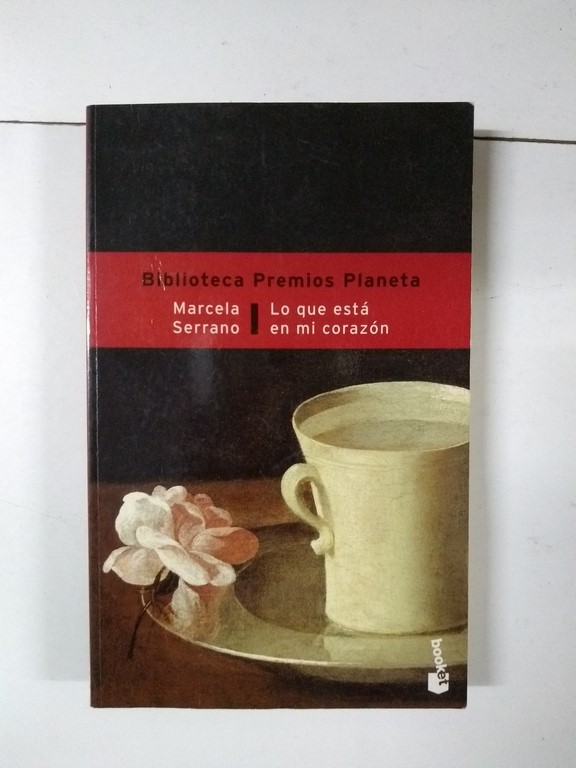 Biblioteca Premios Planeta
Marcela
Serrano
Lo que está
en mi corazón
booket